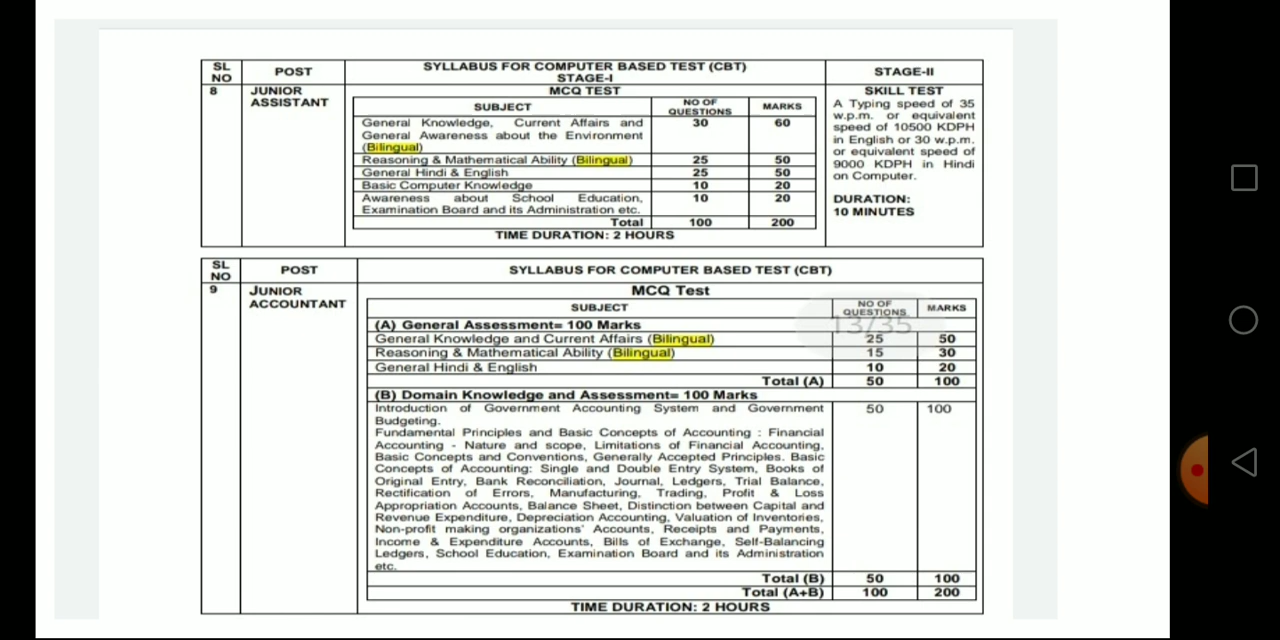 SL NO
POST
SYLLABUS FOR COMPUTER BASED TEST (CBT)
STAGE-I
STAGE-II
8
JUNIOR
ASSISTANT
MCQ TEST
SUBJECT
NO OF
QUESTIONS
MARKS
General Knowledge, Current Affairs and
General Awareness about the Environment
(Bilingual)
30
60
Reasoning & Mathematical Ability (Bilingual)
25
50
General Hindi & English
25
50
Basic Computer Knowledge
10
20
Awareness about School Education,
Examination Board and its Administration etc.
10
20
Total
100
200
TIME DURATION: 2 HOURS
SKILL TEST
A Typing speed of 35
w.p.m. or equivalent
speed of 10500 KDPH
in English or 30 w.p.m.
or equivalent speed of
9000 KDPH in Hindi
on Computer.
DURATION:
10 MINUTES
SL
NO
POST
SYLLABUS FOR COMPUTER BASED TEST (CBT)
9
JUNIOR
ACCOUNTANT
MCQ Test
SUBJECT
NO OF
QUESTIONS
MARKS
13/35
(A) General Assessment= 100 Marks
General Knowledge and Current Affairs (Bilingual)
25
50
Reasoning & Mathematical Ability (Bilingual)
15
30
General Hindi & English
10
20
Total (A)
50
100
(B) Domain Knowledge and Assessment= 100 Marks
Introduction of Government Accounting System and Government
Budgeting.
50
100
Fundamental Principles and Basic Concepts of Accounting : Financial
Accounting - Nature and scope, Limitations of Financial Accounting,
Basic Concepts and Conventions, Generally Accepted Principles. Basic
Concepts of Accounting: Single and Double Entry System, Books of
Original Entry, Bank Reconciliation, Journal, Ledgers, Trial Balance,
Rectification of Errors, Manufacturing, Trading, Profit & Loss
Appropriation Accounts, Balance Sheet, Distinction between Capital and
Revenue Expenditure, Depreciation Accounting, Valuation of Inventories,
Non-profit making organizations' Accounts, Receipts and Payments,
Income & Expenditure Accounts, Bills of Exchange, Self-Balancing
Ledgers, School Education, Examination Board and its Administration
etc.
Total (B)
50
100
Total (A+B)
100
200
TIME DURATION: 2 HOURS